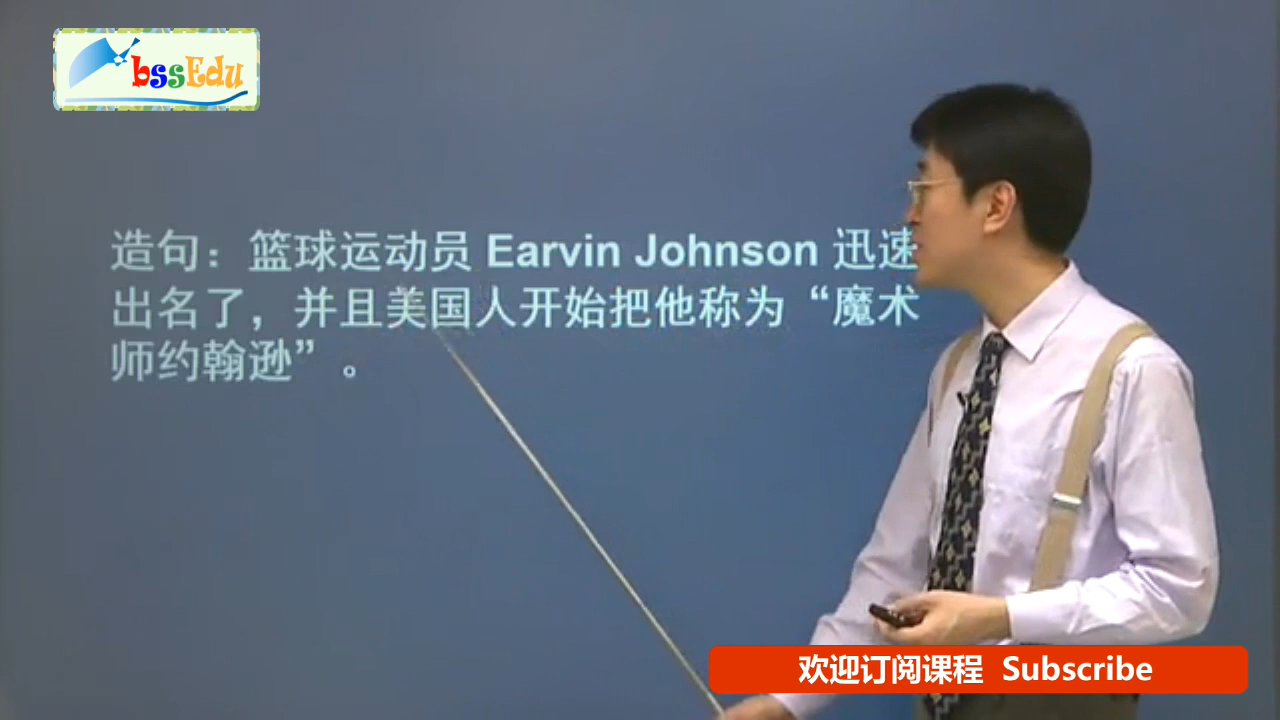 bssEdu
造句：篮球运动员 Earvin Johnson 迅速
出名了，并且美国人开始把他称为“魔术
师约翰逊”。
欢迎订阅课程 Subscribe